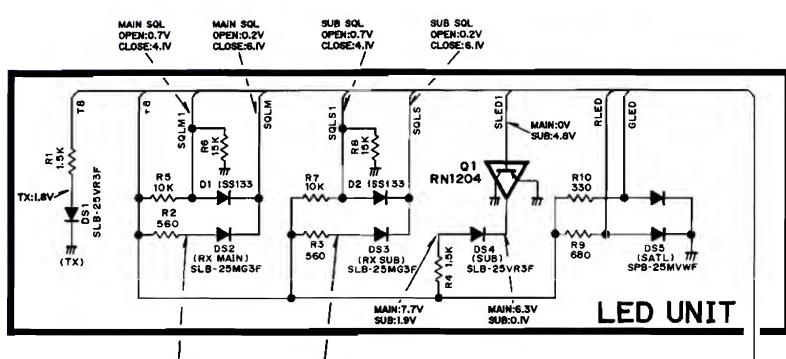 MAIN SQL
OPEN:0.7V
CLOSE:4.1V
MAIN SQL
OPEN:0.2V
CLOSE:6.1V
SUB SQL
OPEN:0.7V
CLOSE:4.1V
SUB SQL
OPEN:0.2V
CLOSE:6.1V
T8
+8
SQLM1
SQLM
SQLS1
SQLS
SLED1
RLED
GLED
R1
1.5K
TX:1.8V
DS1
SLB-25VR3F
(TX)
R6
15K
R5
10K
D1 1SS133
R2
560
DS2
(RX MAIN)
SLB-25MG3F
R8
15K
R7
10K
D2 1SS133
R3
560
DS3
(RX SUB)
SLB-25MG3F
MAIN:0V
SUB:4.8V
Q1
RN1204
R4 1.5K
DS4
(SUB)
SLB-25VR3F
MAIN:7.7V
SUB:1.9V
MAIN:6.3V
SUB:0.1V
R10
330
R9
680
DS5
(SATL)
SPB-25MVWF
LED UNIT